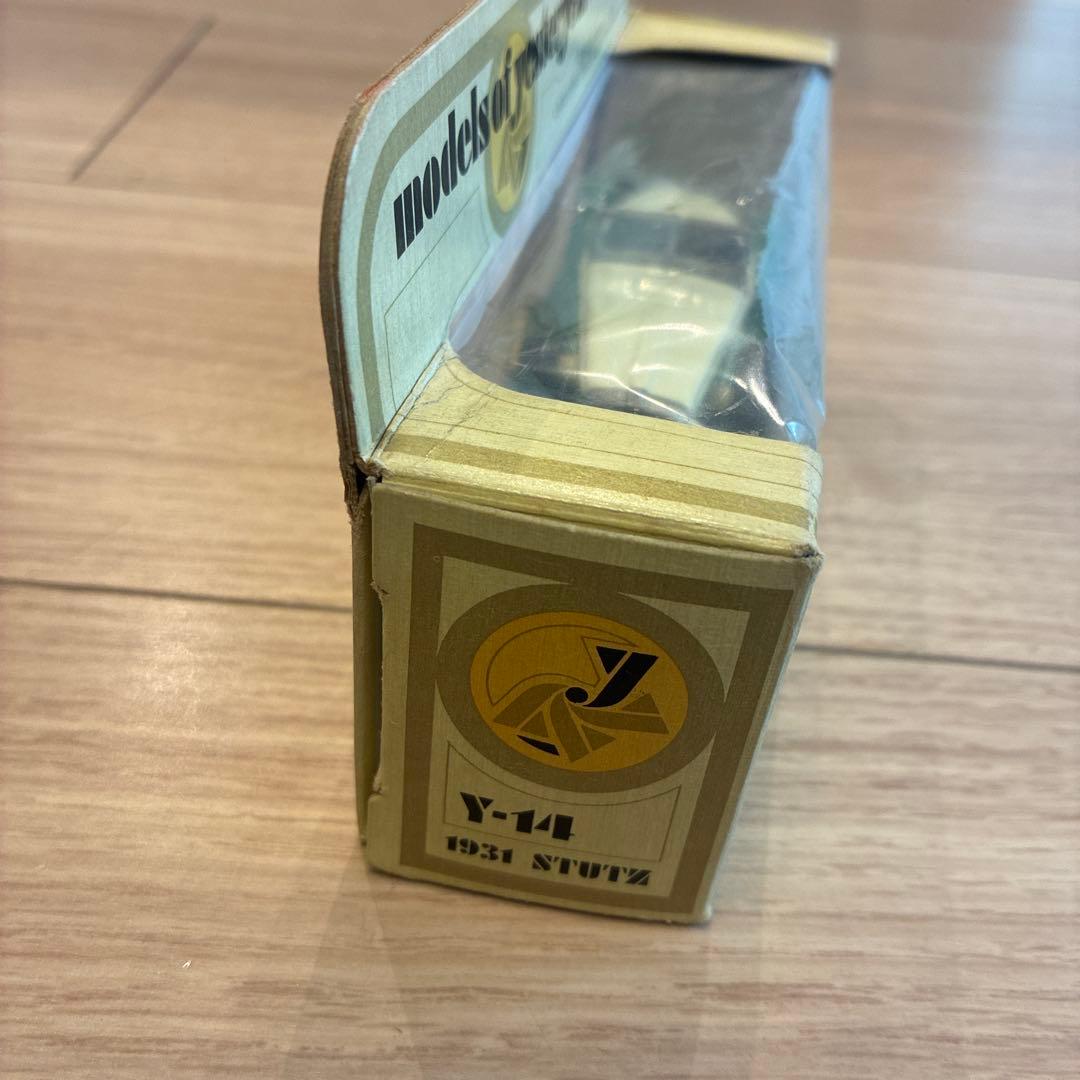 models of yesteryear
Y
Y-14
1931 STUTZ